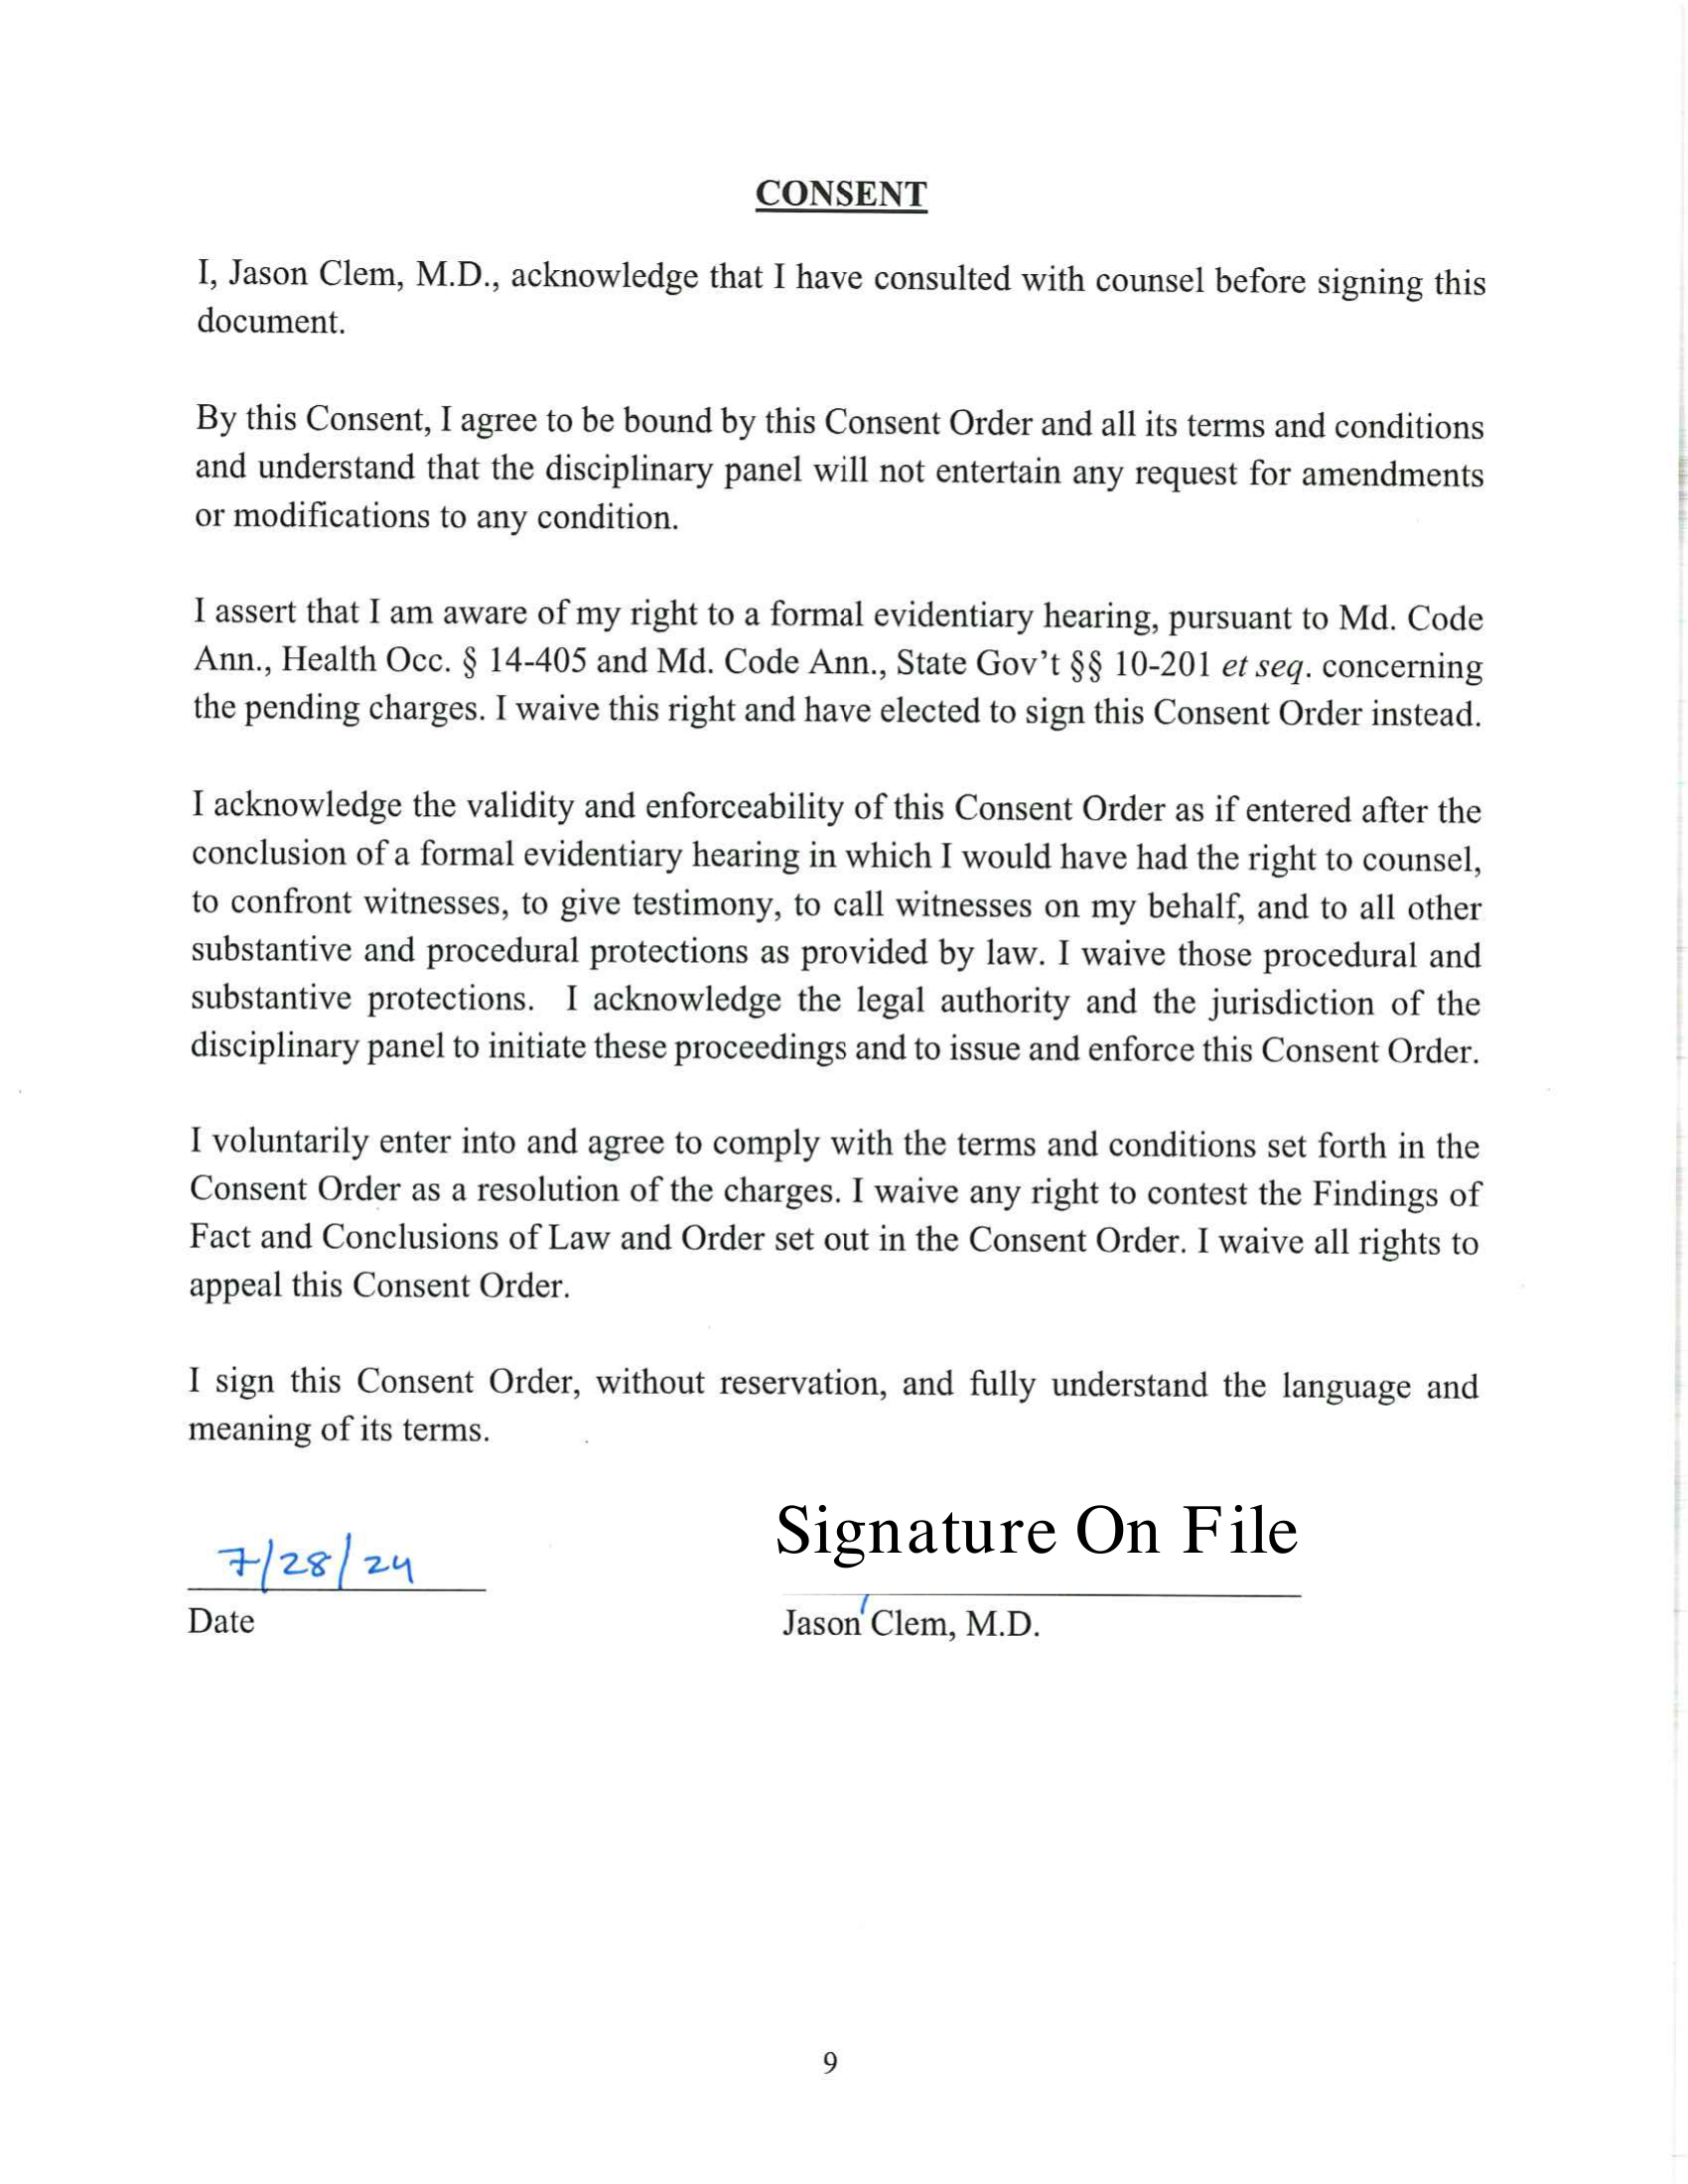 CONSENT
I, Jason Clem, M.D., acknowledge that I have consulted with counsel before signing this
document.
By this Consent, I agree to be bound by this Consent Order and all its terms and conditions
and understand that the disciplinary panel will not entertain any request for amendments
or modifications to any condition.
I assert that I am aware of my right to a formal evidentiary hearing, pursuant to Md. Code
Ann., Health Occ. § 14-405 and Md. Code Ann., State Gov’t §§ 10-201 et seq. concerning
the pending charges. I waive this right and have elected to sign this Consent Order instead.
I acknowledge the validity and enforceability of this Consent Order as if entered after the
conclusion of a formal evidentiary hearing in which I would have had the right to counsel,
to confront witnesses, to give testimony, to call witnesses on my behalf, and to all other
substantive and procedural protections as provided by law. I waive those procedural and
substantive protections. I acknowledge the legal authority and the jurisdiction of the
disciplinary panel to initiate these proceedings and to issue and enforce this Consent Order.
I voluntarily enter into and agree to comply with the terms and conditions set forth in the
Consent Order as a resolution of the charges. I waive any right to contest the Findings of
Fact and Conclusions of Law and Order set out in the Consent Order. I waive all rights to
appeal this Consent Order.
I sign this Consent Order, without reservation, and fully understand the language and
meaning of its terms.
7/28/24 Signature On File
Date Jason Clem, M.D.
9